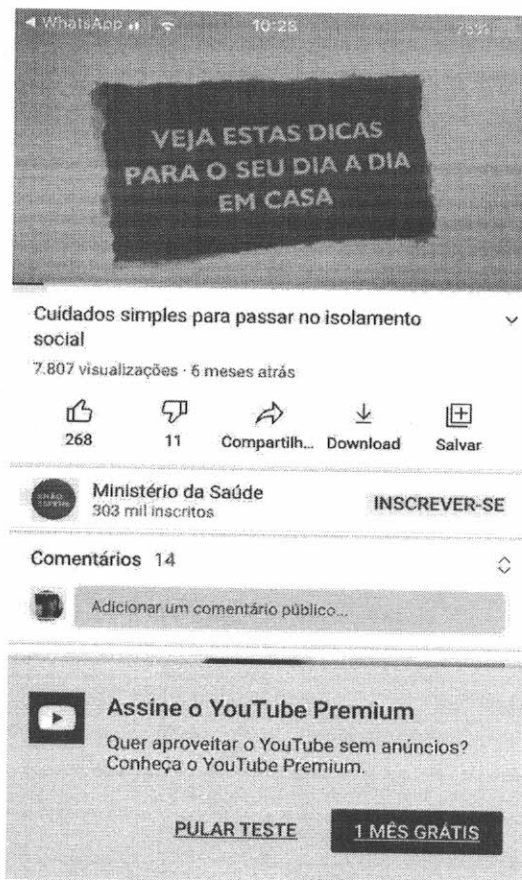 WhatsApp 10:28
VEJA ESTAS DICAS
PARA O SEU DIA A DIA
EM CASA
Cuidados simples para passar no isolamento
social
7.807 visualizações · 6 meses atrás
268 11 Compartilh... Download Salvar
Ministério da Saúde
303 mil inscritos
INSCREVER-SE
Comentários 14
Adicionar um comentário público...
Assine o YouTube Premium
Quer aproveitar o YouTube sem anúncios?
Conheça o YouTube Premium.
PULAR TESTE 1 MÊS GRÁTIS